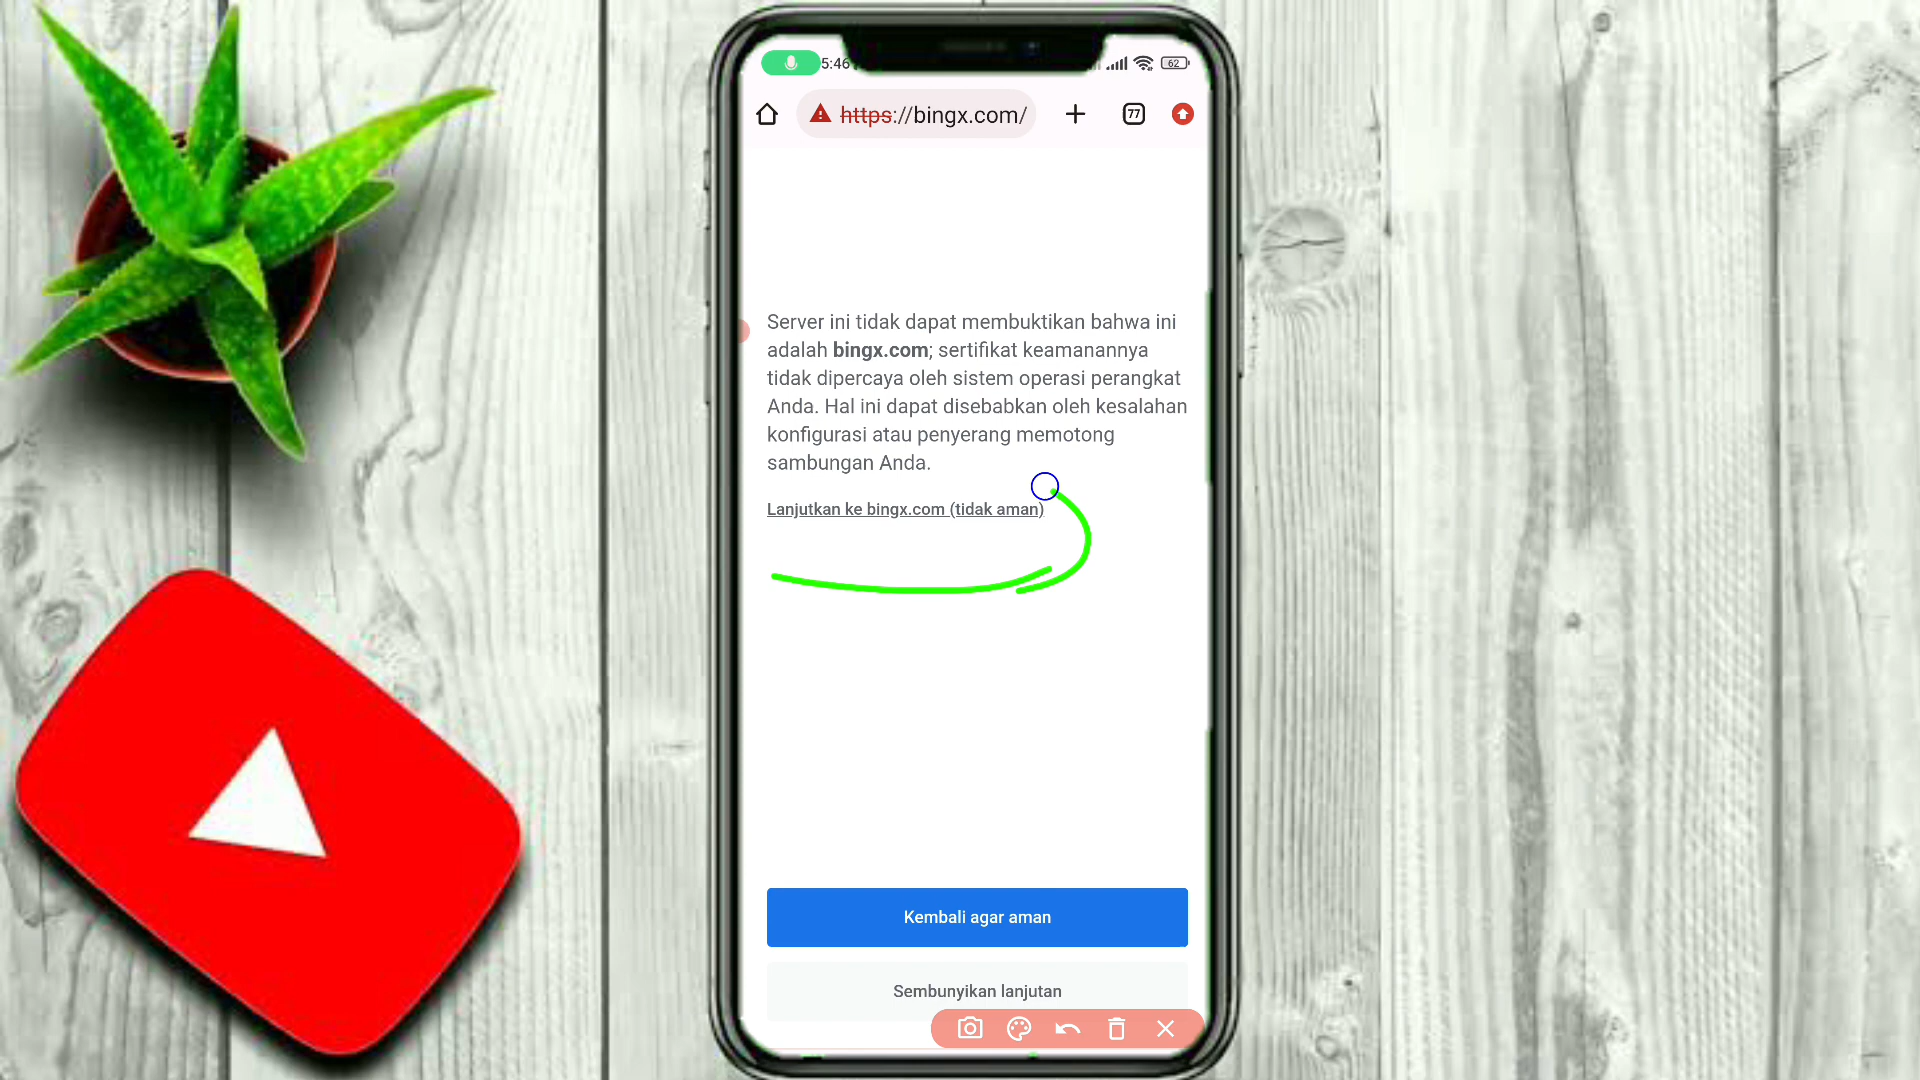 5:46
62
https://bingx.com/
77
Server ini tidak dapat membuktikan bahwa ini
adalah bingx.com; sertifikat keamanannya
tidak dipercaya oleh sistem operasi perangkat
Anda. Hal ini dapat disebabkan oleh kesalahan
konfigurasi atau penyerang memotong
sambungan Anda.
Lanjutkan ke bingx.com (tidak aman)
Kembali agar aman
Sembunyikan lanjutan